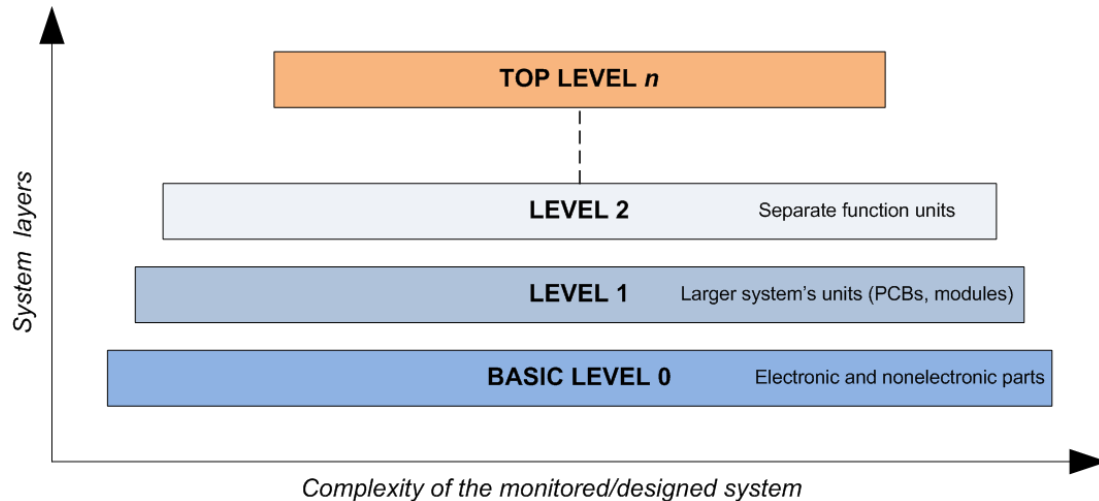 TOP LEVEL n
System layers
LEVEL 2
Separate function units
LEVEL 1
Larger system's units (PCBs, modules)
BASIC LEVEL 0
Electronic and nonelectronic parts
Complexity of the monitored/designed system